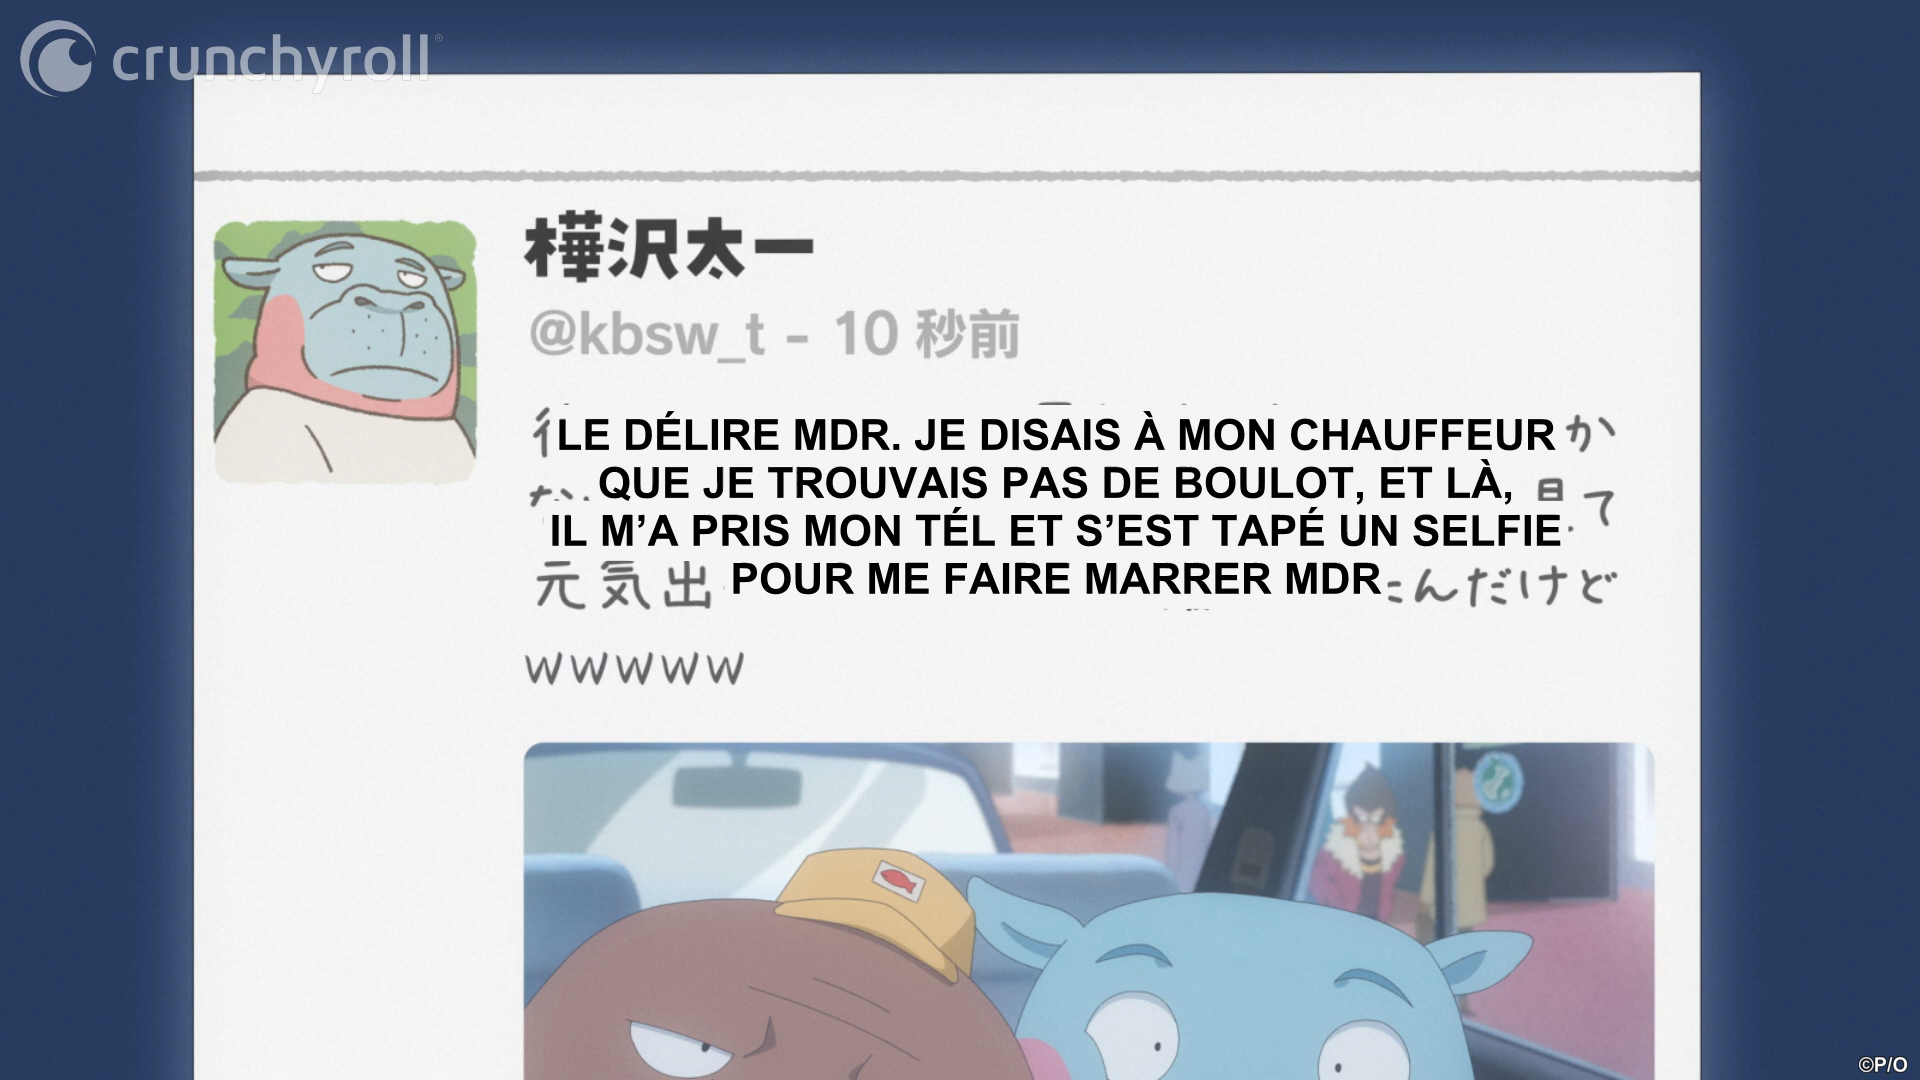 crunchyroll
樺沢太一
@kbsw_t - 10 秒前
LE DÉLIRE MDR. JE DISAIS À MON CHAUFFEUR か
QUE JE TROUVAIS PAS DE BOULOT, ET LÀ, て
IL M’A PRIS MON TÉL ET S’EST TAPÉ UN SELFIE
元気出 POUR ME FAIRE MARRER MDR んだけど
wwwww
©P/O